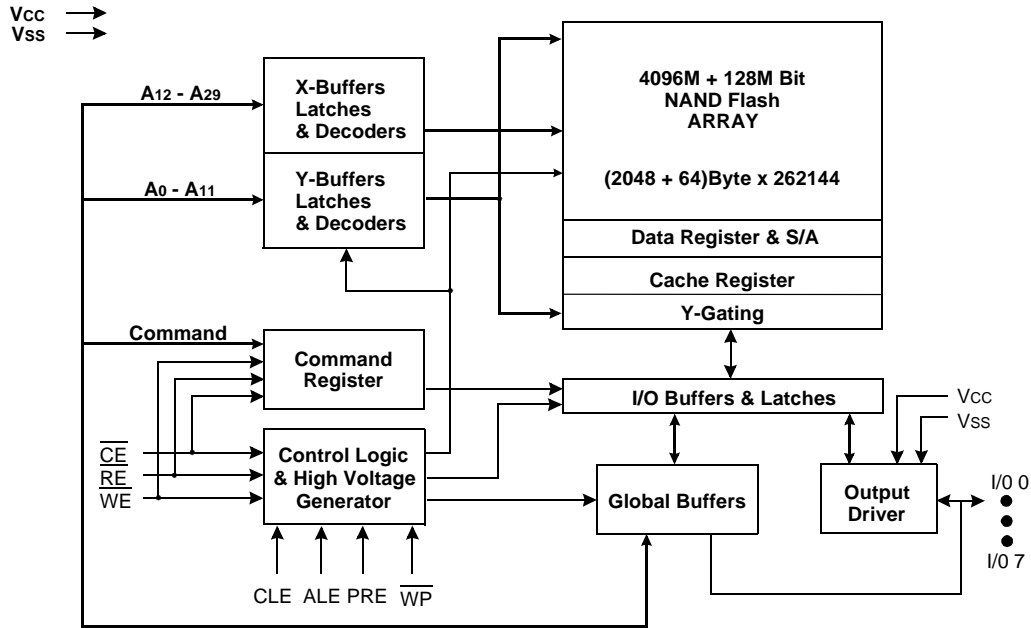 VCC
VSS
A12 - A29
X-Buffers
Latches
& Decoders
A0 - A11
Y-Buffers
Latches
& Decoders
4096M + 128M Bit
NAND Flash
ARRAY
(2048 + 64)Byte x 262144
Data Register & S/A
Cache Register
Y-Gating
Command
Command
Register
I/O Buffers & Latches
VCC
VSS
CE
RE
WE
Control Logic
& High Voltage
Generator
Global Buffers
Output
Driver
I/0 0
I/0 7
CLE ALE PRE WP